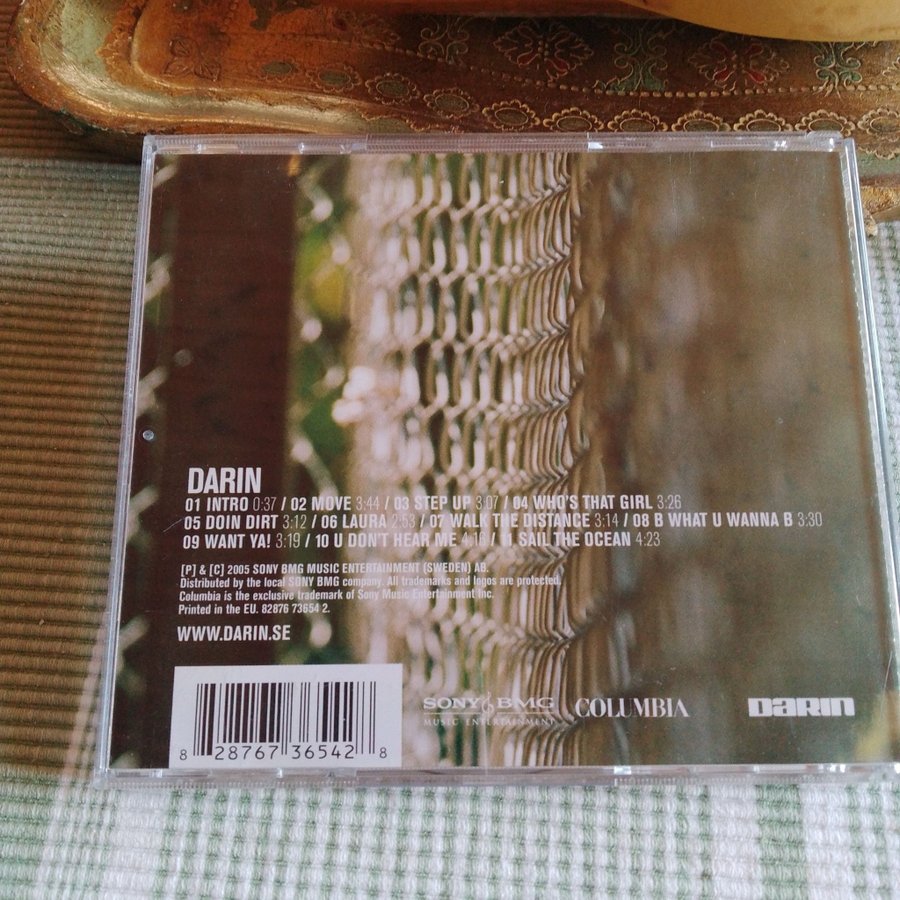 DARIN
01 INTRO 0:37 / 02 MOVE 3:44 / 03 STEP UP 3:07 / 04 WHO'S THAT GIRL 3:26
05 DOIN DIRT 3:12 / 06 LAURA 2:53 / 07 WALK THE DISTANCE 3:14 / 08 B WHAT U WANNA B 3:30
09 WANT YA! 3:19 / 10 U DON'T HEAR ME 4:16 / 11 SAIL THE OCEAN 4:23
[P] & [C] 2005 SONY BMG MUSIC ENTERTAINMENT (SWEDEN) AB.
Distributed by the local SONY BMG company. All trademarks and logos are protected.
Columbia is the exclusive trademark of Sony Music Entertainment Inc.
Printed in the EU. 82876 73654 2.
WWW.DARIN.SE
8 28767 36542 8
SONY BMG
MUSIC ENTERTAINMENT
COLUMBIA
DARIN